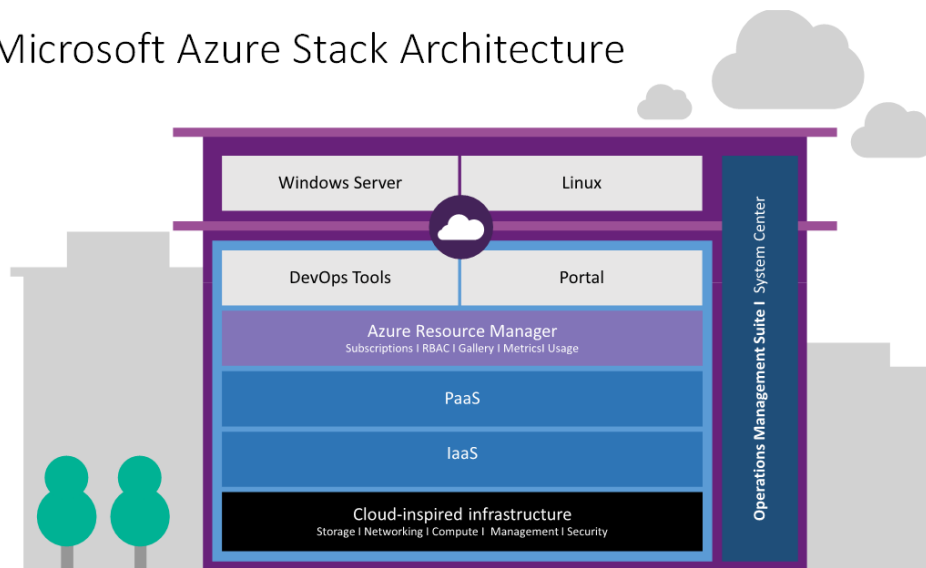 Microsoft Azure Stack Architecture
Windows Server
Linux
DevOps Tools
Portal
Azure Resource Manager
Subscriptions I RBAC I Gallery I MetricsI Usage
PaaS
IaaS
Cloud-inspired infrastructure
Storage I Networking I Compute I Management I Security
Operations Management Suite I System Center